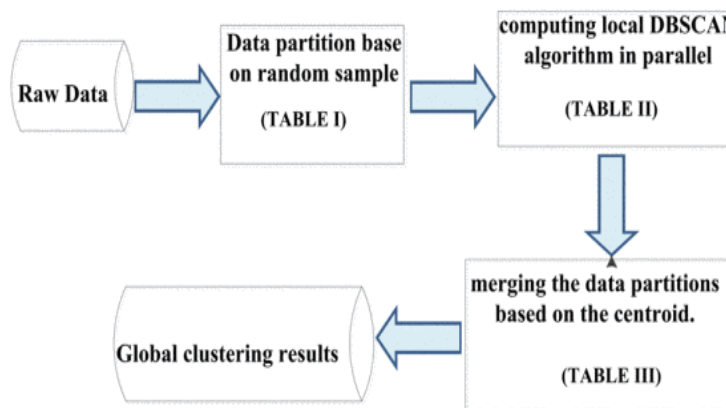 Raw Data
Data partition base
on random sample
(TABLE I)
computing local DBSCAN
algorithm in parallel
(TABLE II)
merging the data partitions
based on the centroid.
(TABLE III)
Global clustering results